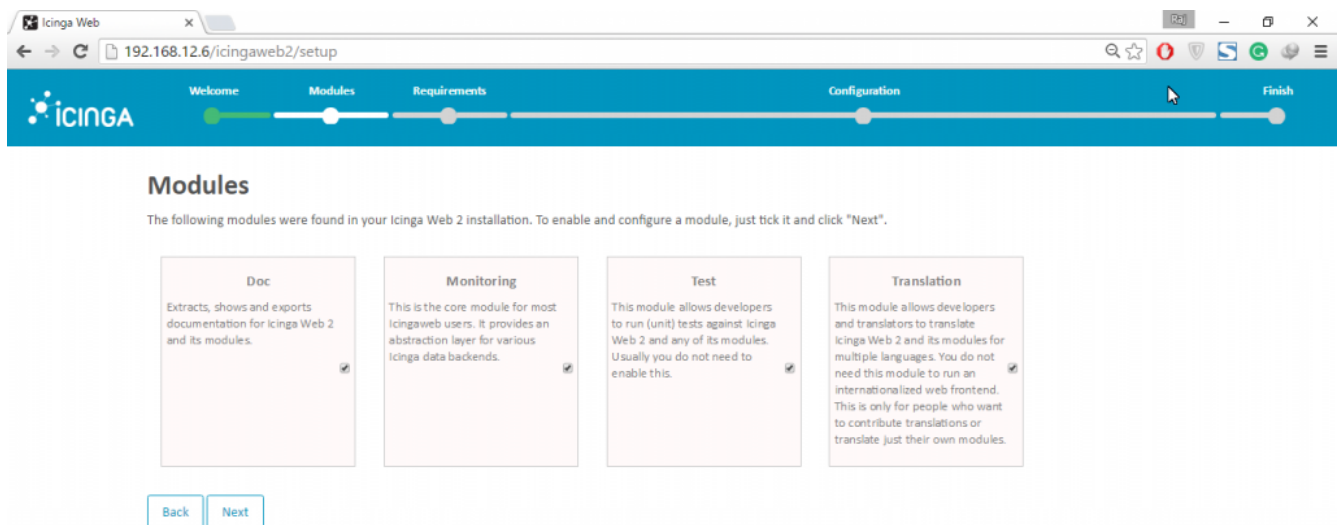 Icinga Web
Raj
192.168.12.6/icingaweb2/setup
Welcome
Modules
Requirements
Configuration
Finish
ICINGA
Modules
The following modules were found in your Icinga Web 2 installation. To enable and configure a module, just tick it and click "Next".
Doc
Extracts, shows and exports
documentation for Icinga Web 2
and its modules.
Monitoring
This is the core module for most
Icingaweb users. It provides an
abstraction layer for various
Icinga data backends.
Test
This module allows developers
to run (unit) tests against Icinga
Web 2 and any of its modules.
Usually you do not need to
enable this.
Translation
This module allows developers
and translators to translate
Icinga Web 2 and its modules for
multiple languages. You do not
need this module to run an
internationalized web frontend.
This is only for people who want
to contribute translations or
translate just their own modules.
Back
Next